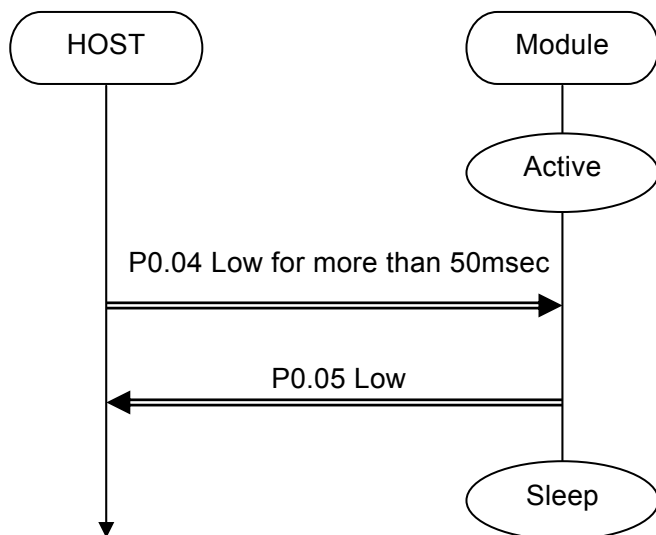 HOST
Module
Active
P0.04 Low for more than 50msec
P0.05 Low
Sleep